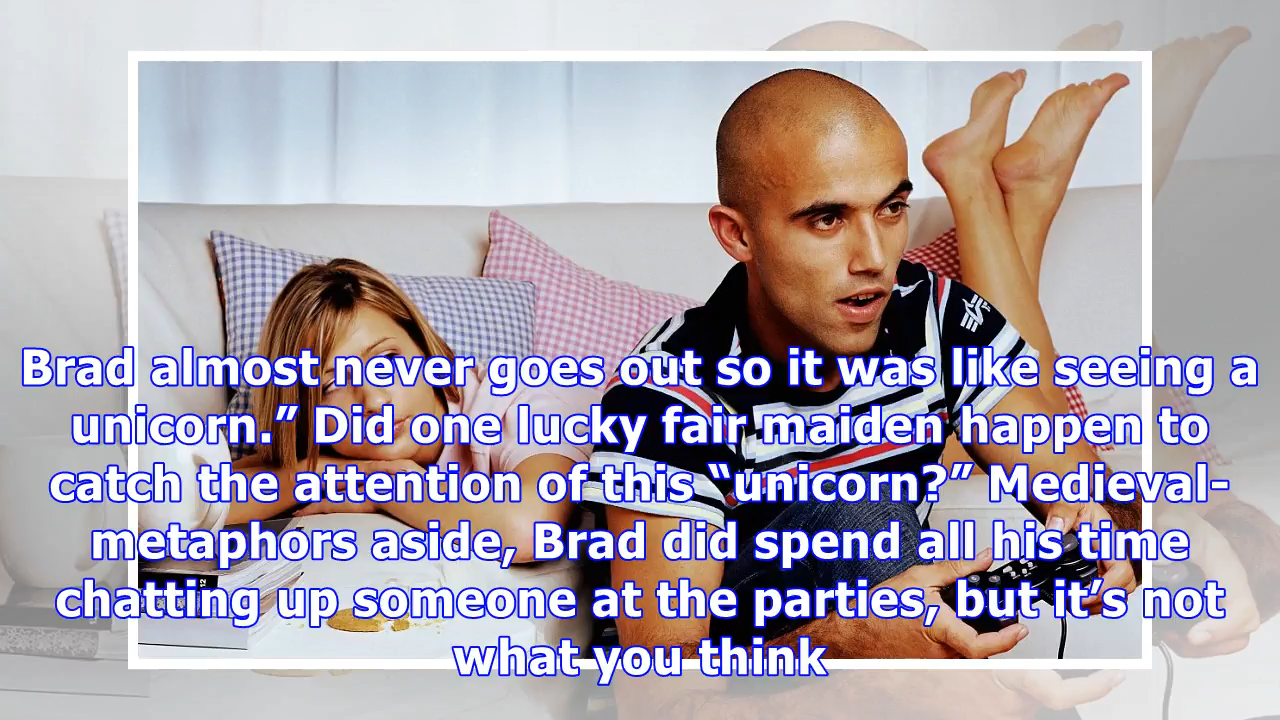 Brad almost never goes out so it was like seeing a
unicorn.” Did one lucky fair maiden happen to
catch the attention of this “unicorn?” Medieval-
metaphors aside, Brad did spend all his time
chatting up someone at the parties, but it’s not
what you think